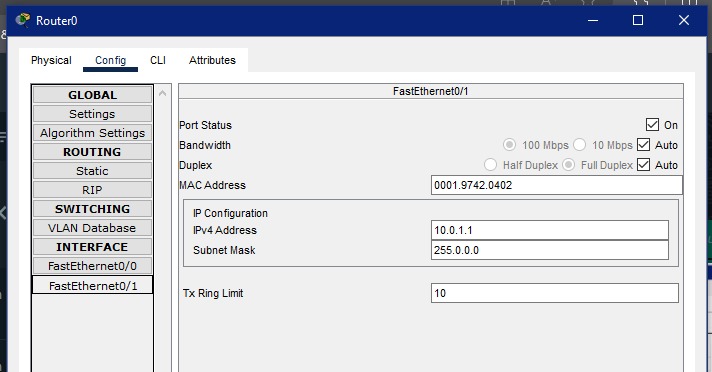 Router0
Physical Config CLI Attributes
GLOBAL
Settings
Algorithm Settings
ROUTING
Static
RIP
SWITCHING
VLAN Database
INTERFACE
FastEthernet0/0
FastEthernet0/1
FastEthernet0/1
Port Status On
Bandwidth 100 Mbps 10 Mbps Auto
Duplex Half Duplex Full Duplex Auto
MAC Address 0001.9742.0402
IP Configuration
IPv4 Address 10.0.1.1
Subnet Mask 255.0.0.0
Tx Ring Limit 10